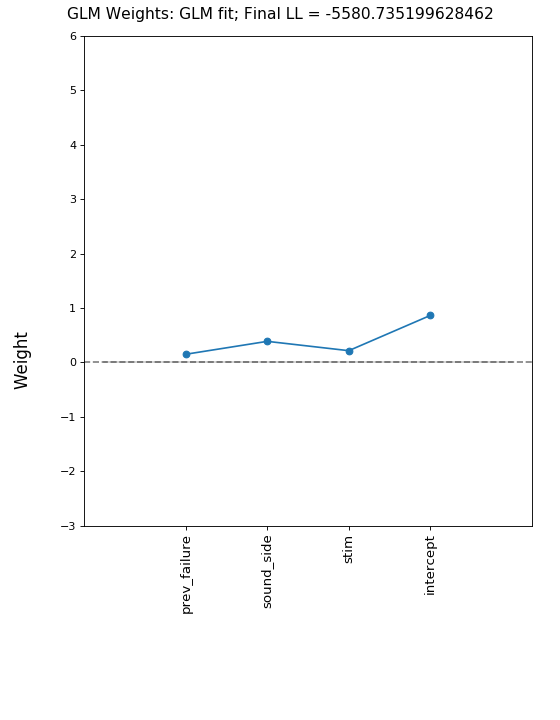 GLM Weights: GLM fit; Final LL = -5580.735199628462
6
5
4
3
2
1
0
−1
−2
−3
Weight
prev_failure
sound_side
stim
intercept